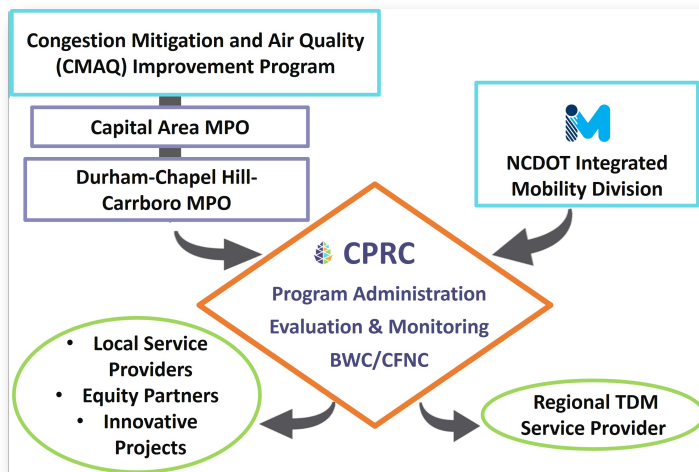 Congestion Mitigation and Air Quality
(CMAQ) Improvement Program
Capital Area MPO
Durham-Chapel Hill-
Carrboro MPO
iM
NCDOT Integrated
Mobility Division
CPRC
Program Administration
Evaluation & Monitoring
BWC/CFNC
• Local Service
Providers
• Equity Partners
• Innovative
Projects
Regional TDM
Service Provider